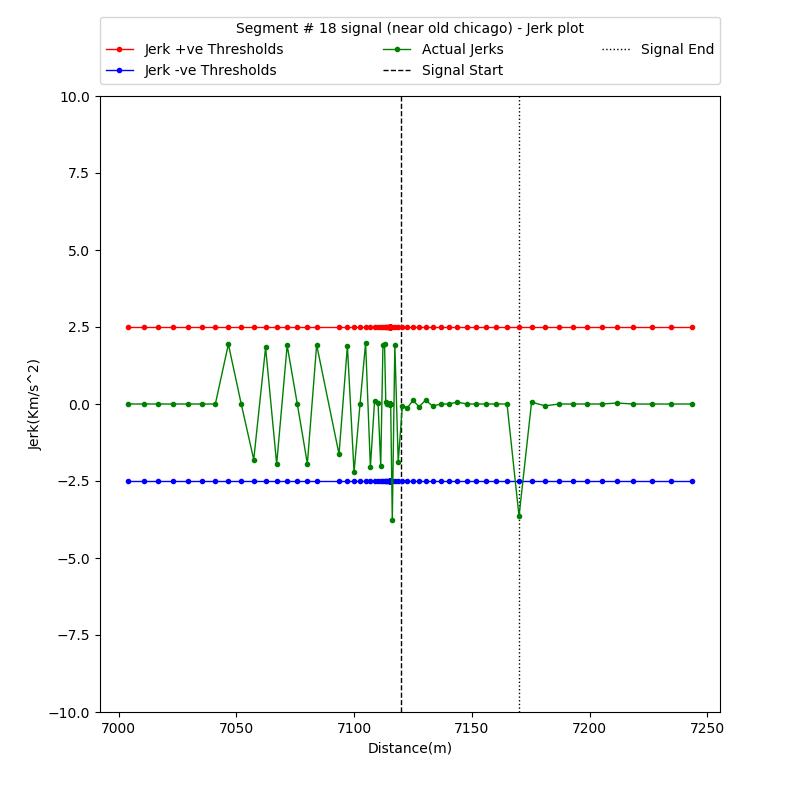 Segment # 18 signal (near old chicago) - Jerk plot
Jerk +ve Thresholds
Jerk -ve Thresholds
Actual Jerks
Signal Start
Signal End
10.0
7.5
5.0
2.5
0.0
−2.5
−5.0
−7.5
−10.0
Jerk(Km/s^2)
7000 7050 7100 7150 7200 7250
Distance(m)